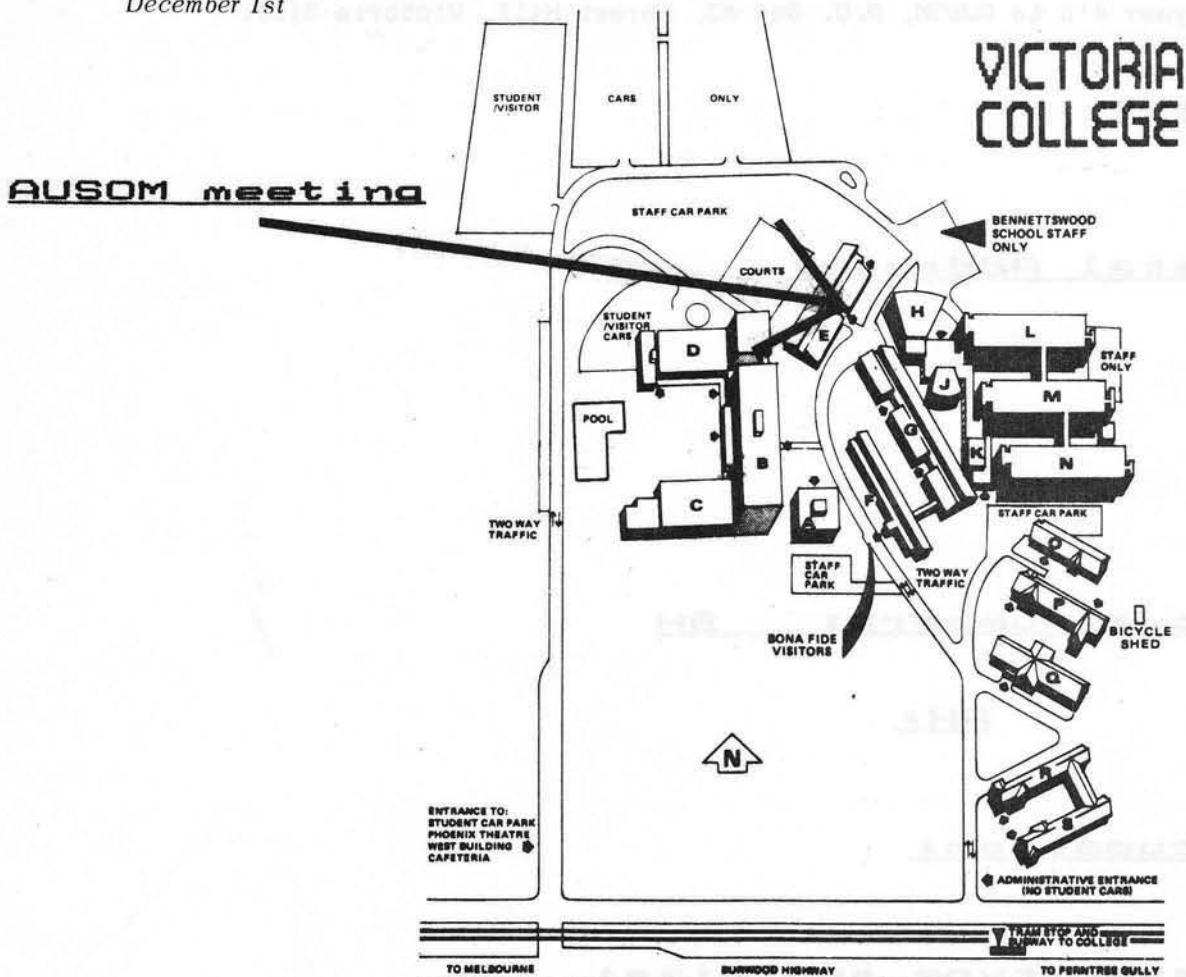 December 1st
VICTORIA
COLLEGE
STUDENT
/VISITOR
CARS
ONLY
AUSOM meeting
STAFF CAR PARK
BENNETTSWOOD
SCHOOL STAFF
ONLY
COURTS
STUDENT
/VISITOR
CARS
H
L
E
D
STAFF
ONLY
J
M
POOL
G
B
K
N
C
F
A
STAFF CAR PARK
TWO WAY
TRAFFIC
O
STAFF
CAR
PARK
TWO WAY
TRAFFIC
P
BICYCLE
SHED
BONA FIDE
VISITORS
Q
N
R
ENTRANCE TO:
STUDENT CAR PARK
PHOENIX THEATRE
WEST BUILDING
CAFETERIA
S
ADMINISTRATIVE ENTRANCE
(NO STUDENT CARS)
TRAM STOP AND
SUBWAY TO COLLEGE
TO MELBOURNE
BURWOOD HIGHWAY
TO FERNTREE GULLY